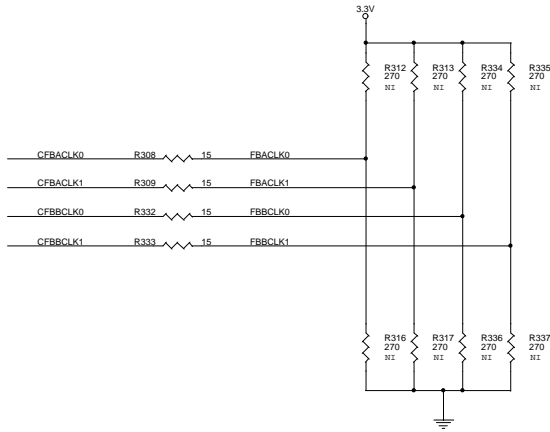 3.3V
R312 R313 R334 R335
270 270 270 270
NI NI NI NI
CFBACLK0 R308 15 FBACLK0
CFBACLK1 R309 15 FBACLK1
CFBBCLK0 R332 15 FBBCLK0
CFBBCLK1 R333 15 FBBCLK1
R316 R317 R336 R337
270 270 270 270
NI NI NI NI